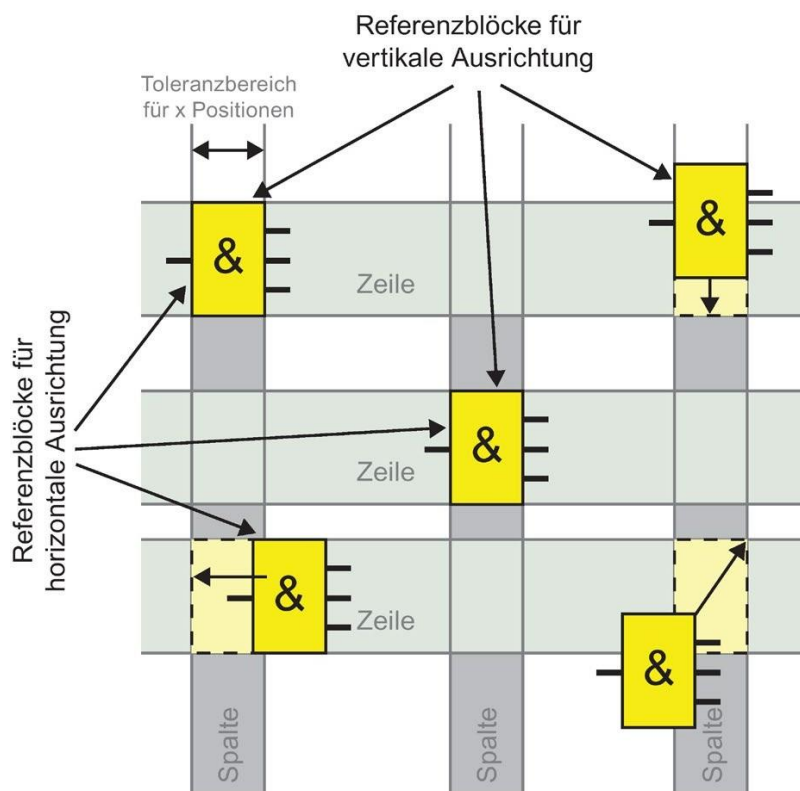 Referenzblöcke für
vertikale Ausrichtung
Toleranzbereich
für x Positionen
&
&
Zeile
Referenzblöcke für
horizontale Ausrichtung
&
Zeile
&
Zeile
&
Spalte
Spalte
Spalte